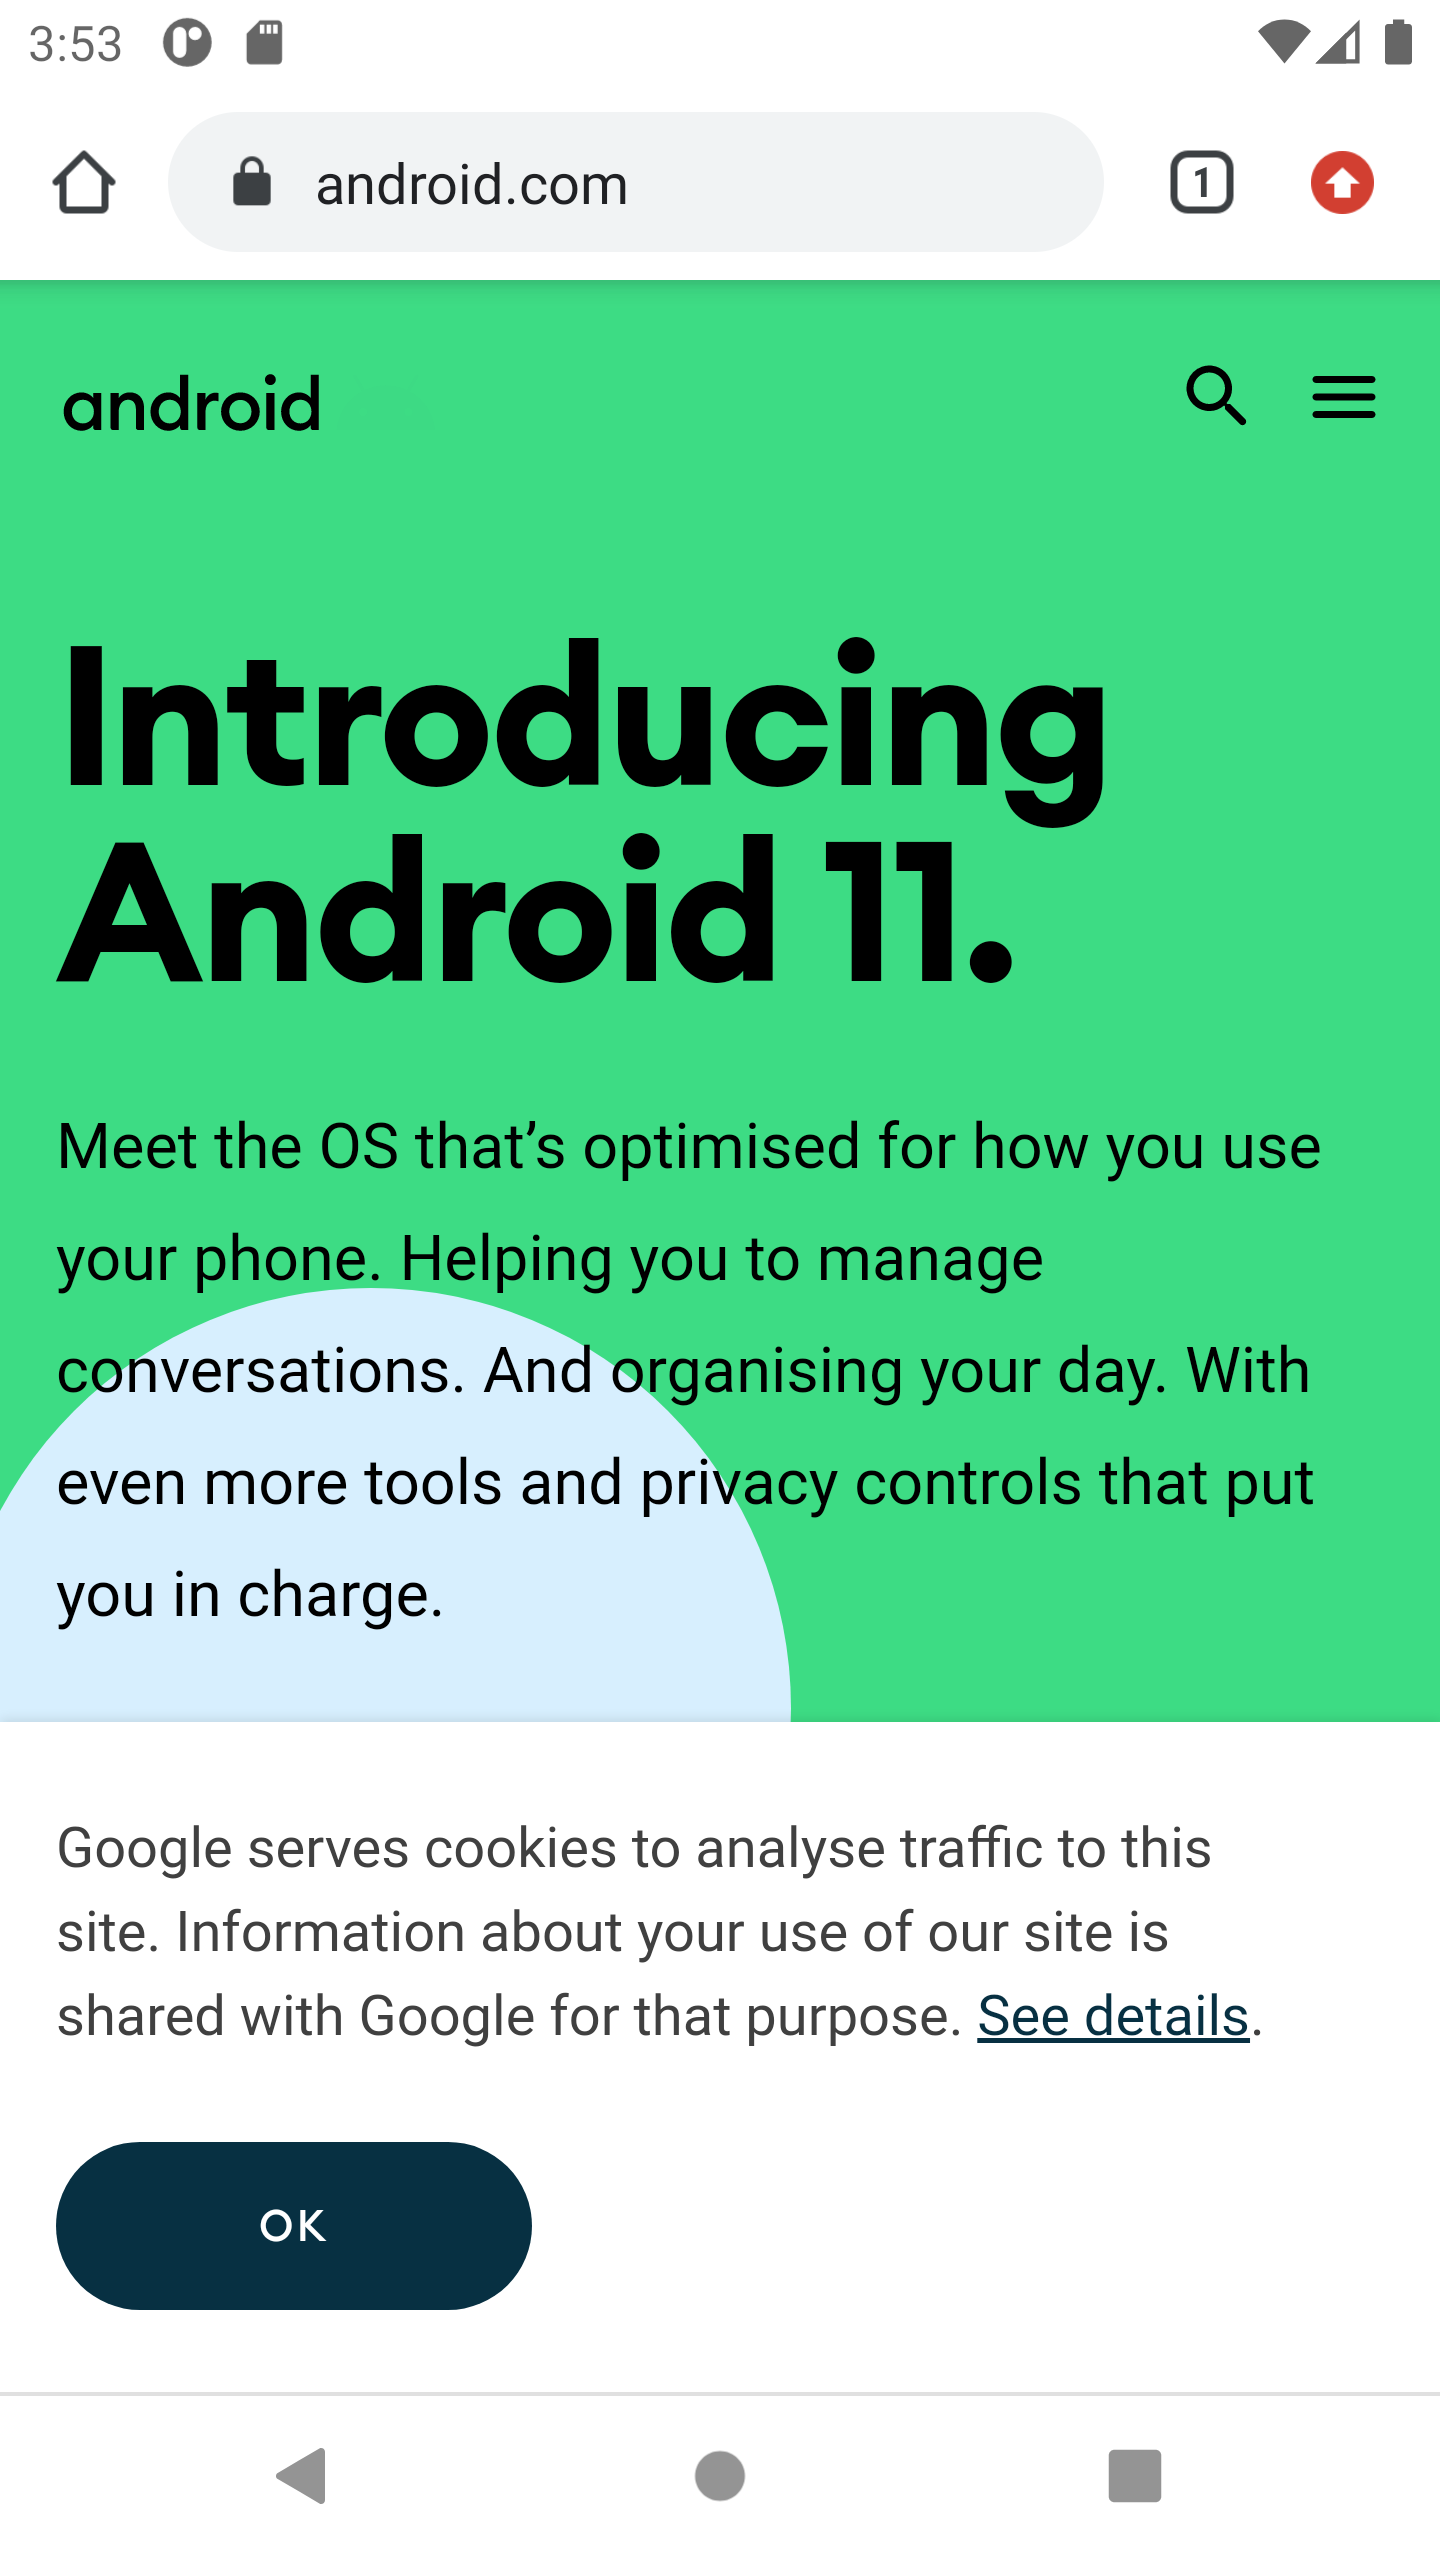 3:53
android.com
1
android
Introducing
Android 11.
Meet the OS that’s optimised for how you use
your phone. Helping you to manage
conversations. And organising your day. With
even more tools and privacy controls that put
you in charge.
Google serves cookies to analyse traffic to this
site. Information about your use of our site is
shared with Google for that purpose. See details.
OK